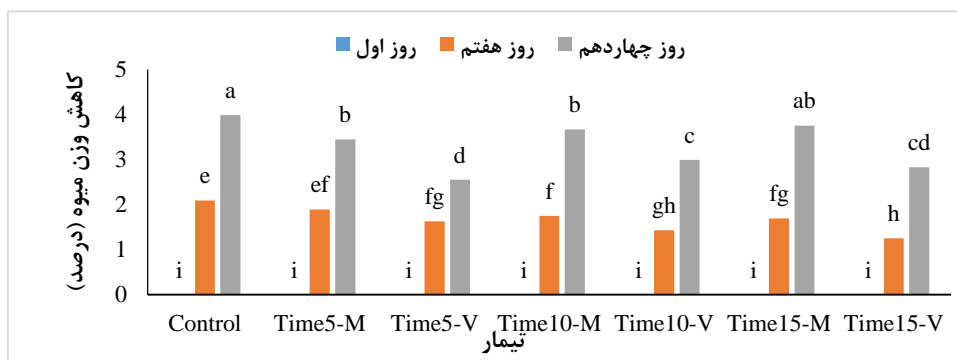 روز اول روز هفتم روز چهاردهم
کاهش وزن میوه (درصد)
5
4
3
2
1
0
a
b
b
ab
c
cd
d
e
ef
fg
f
gh
fg
h
i i i i i i i
Control Time5-M Time5-V Time10-M Time10-V Time15-M Time15-V
تیمار